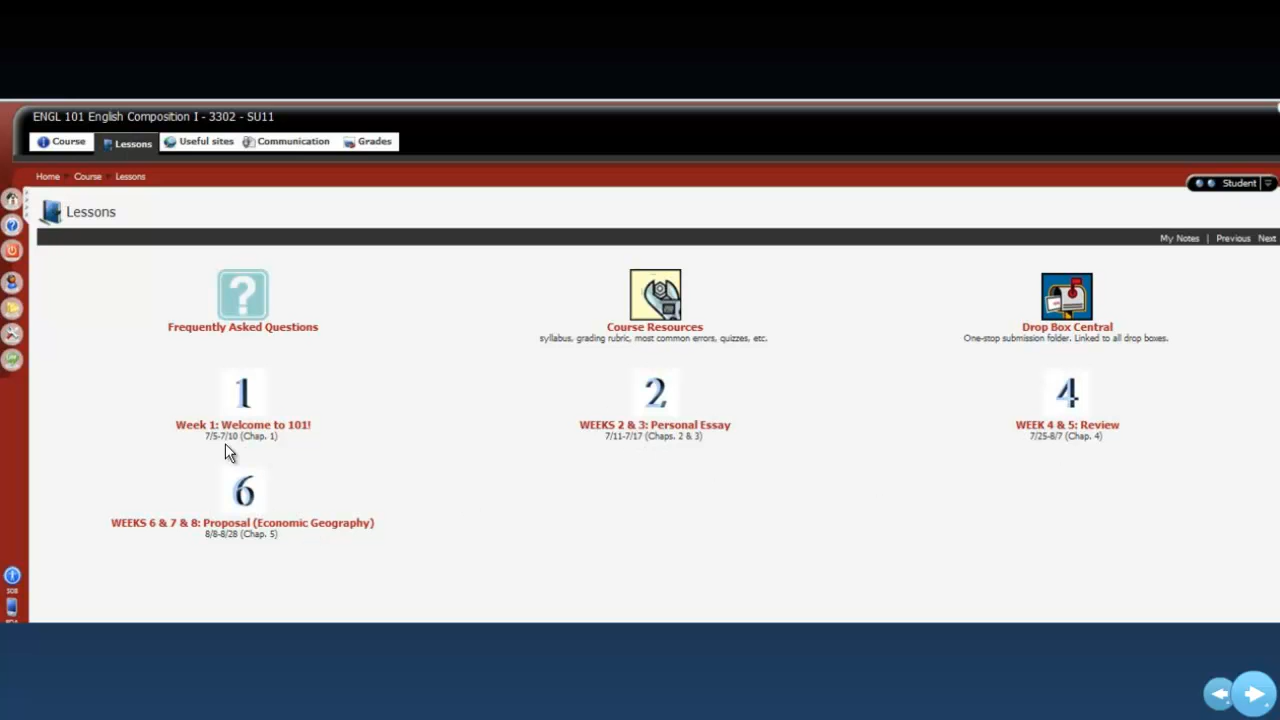 ENGL 101 English Composition I - 3302 - SU11
Course Lessons Useful sites Communication Grades
Home Course Lessons
Student
Lessons
My Notes | Previous Next
Frequently Asked Questions
Course Resources
syllabus, grading rubric, most common errors, quizzes, etc.
Drop Box Central
One-stop submission folder. Linked to all drop boxes.
1
Week 1: Welcome to 101!
7/5-7/10 (Chap. 1)
2
WEEKS 2 & 3: Personal Essay
7/11-7/17 (Chaps. 2 & 3)
4
WEEK 4 & 5: Review
7/25-8/7 (Chap. 4)
6
WEEKS 6 & 7 & 8: Proposal (Economic Geography)
8/8-8/28 (Chap. 5)